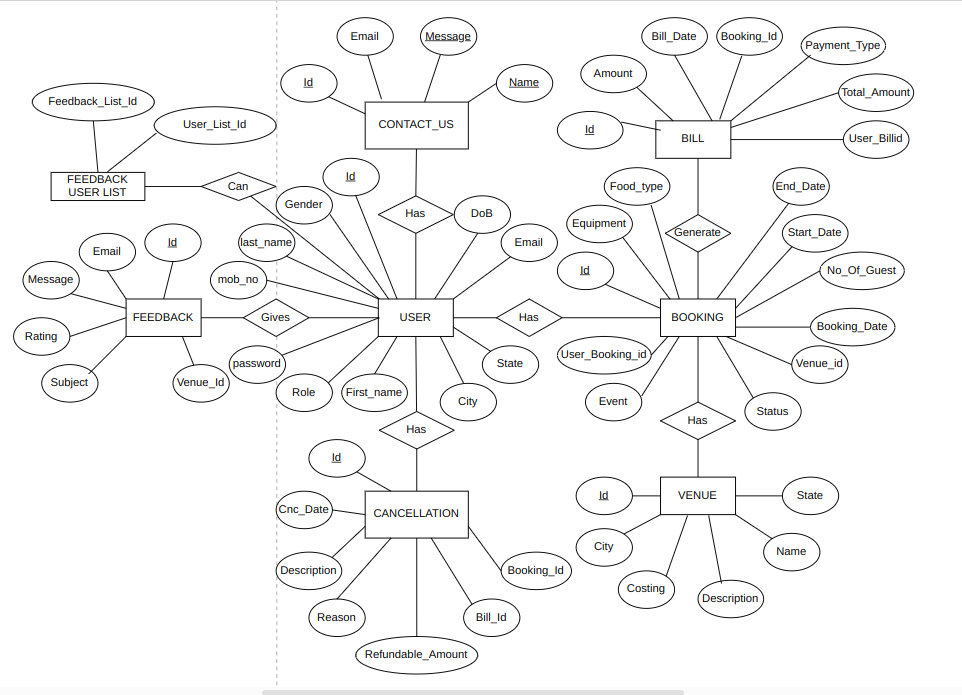 Email
Message
Bill_Date
Booking_Id
Payment_Type
Id
Name
Amount
Total_Amount
Feedback_List_Id
User_List_Id
CONTACT_US
Id
BILL
User_Billid
FEEDBACK
USER LIST
Can
Id
Gender
Has
DoB
Food_type
End_Date
Equipment
Generate
Start_Date
Email
Id
last_name
Email
Message
mob_no
Id
No_Of_Guest
FEEDBACK
Gives
USER
Has
BOOKING
Booking_Date
Rating
password
State
User_Booking_id
Venue_id
Subject
Venue_Id
Role
First_name
City
Event
Status
Has
Has
Id
CANCELLATION
Cnc_Date
Id
VENUE
State
City
Name
Description
Booking_Id
Costing
Description
Reason
Bill_Id
Refundable_Amount